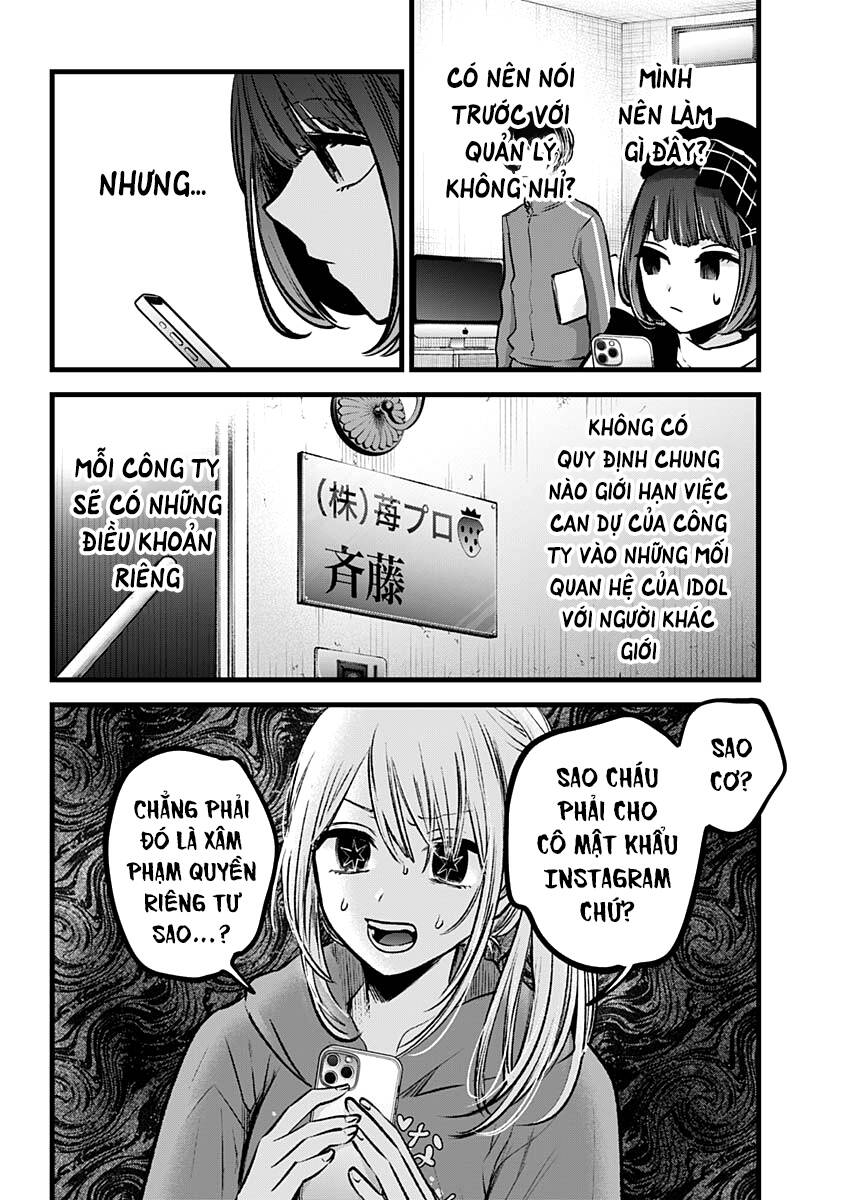 MÌNH
NÊN LÀM
GÌ ĐÂY?
CÓ NÊN NÓI
TRƯỚC VỚI
QUẢN LÝ
KHÔNG NHỈ?
NHƯNG...
KHÔNG CÓ
QUY ĐỊNH CHUNG
NÀO GIỚI HẠN VIỆC
CAN DỰ CỦA CÔNG
TY VÀO NHỮNG MỐI
QUAN HỆ CỦA IDOL
VỚI NGƯỜI KHÁC
GIỚI
(株)苺プロ
斉藤
MỖI CÔNG TY
SẼ CÓ NHỮNG
ĐIỀU KHOẢN
RIÊNG
SAO
CƠ?
SAO CHÁU
PHẢI CHO
CÔ MẬT KHẨU
INSTAGRAM
CHỨ?
CHẲNG PHẢI
ĐÓ LÀ XÂM
PHẠM QUYỀN
RIÊNG TƯ
SAO...?